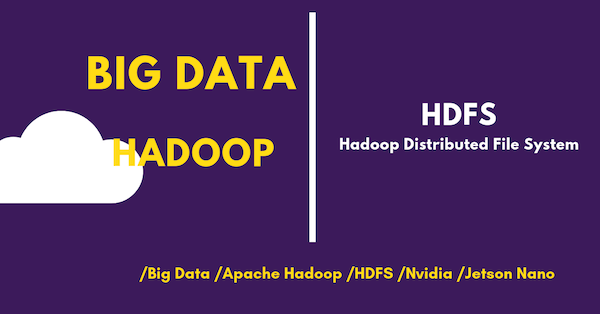 BIG DATA
HADOOP
HDFS
Hadoop Distributed File System
/Big Data /Apache Hadoop /HDFS /Nvidia /Jetson Nano